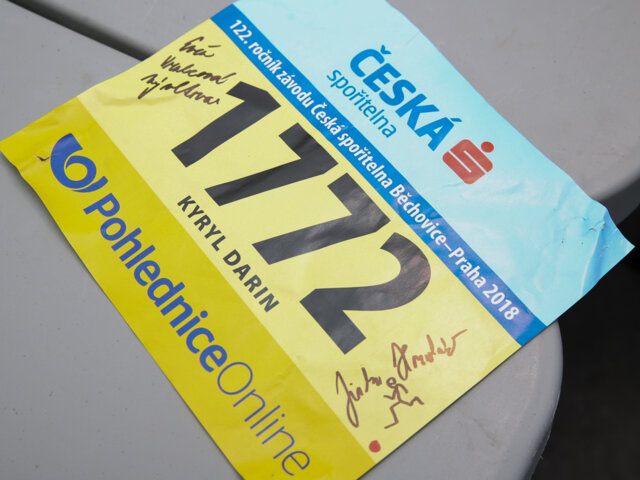 ČESKÁ
spořitelna
122. ročník závodu Česká spořitelna Běchovice–Praha 2018
1772
KYRYL DARIN
PohledniceOnline